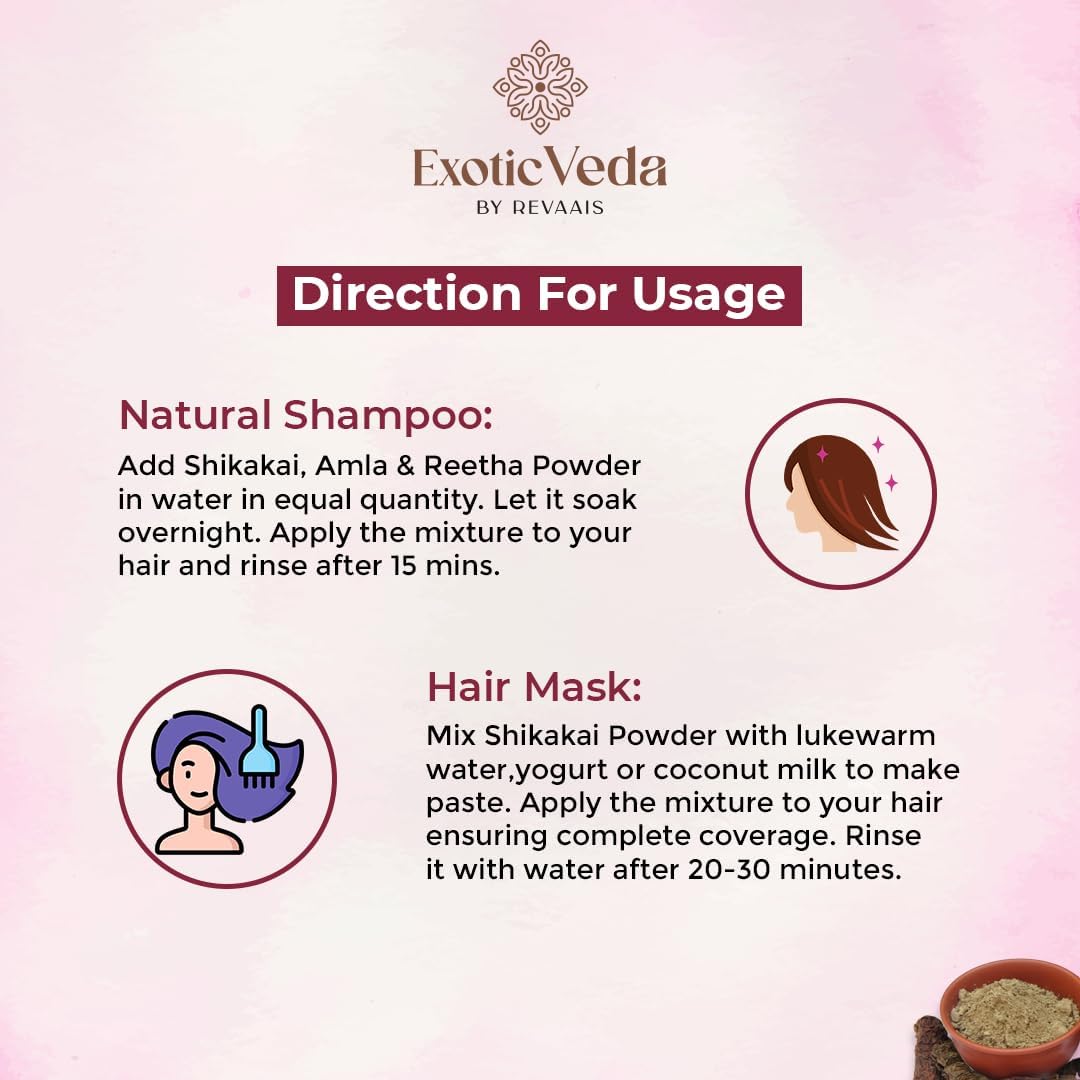 ExoticVeda
BY REVAAIS
Direction For Usage
Natural Shampoo:
Add Shikakai, Amla & Reetha Powder
in water in equal quantity. Let it soak
overnight. Apply the mixture to your
hair and rinse after 15 mins.
Hair Mask:
Mix Shikakai Powder with lukewarm
water,yogurt or coconut milk to make
paste. Apply the mixture to your hair
ensuring complete coverage. Rinse
it with water after 20-30 minutes.